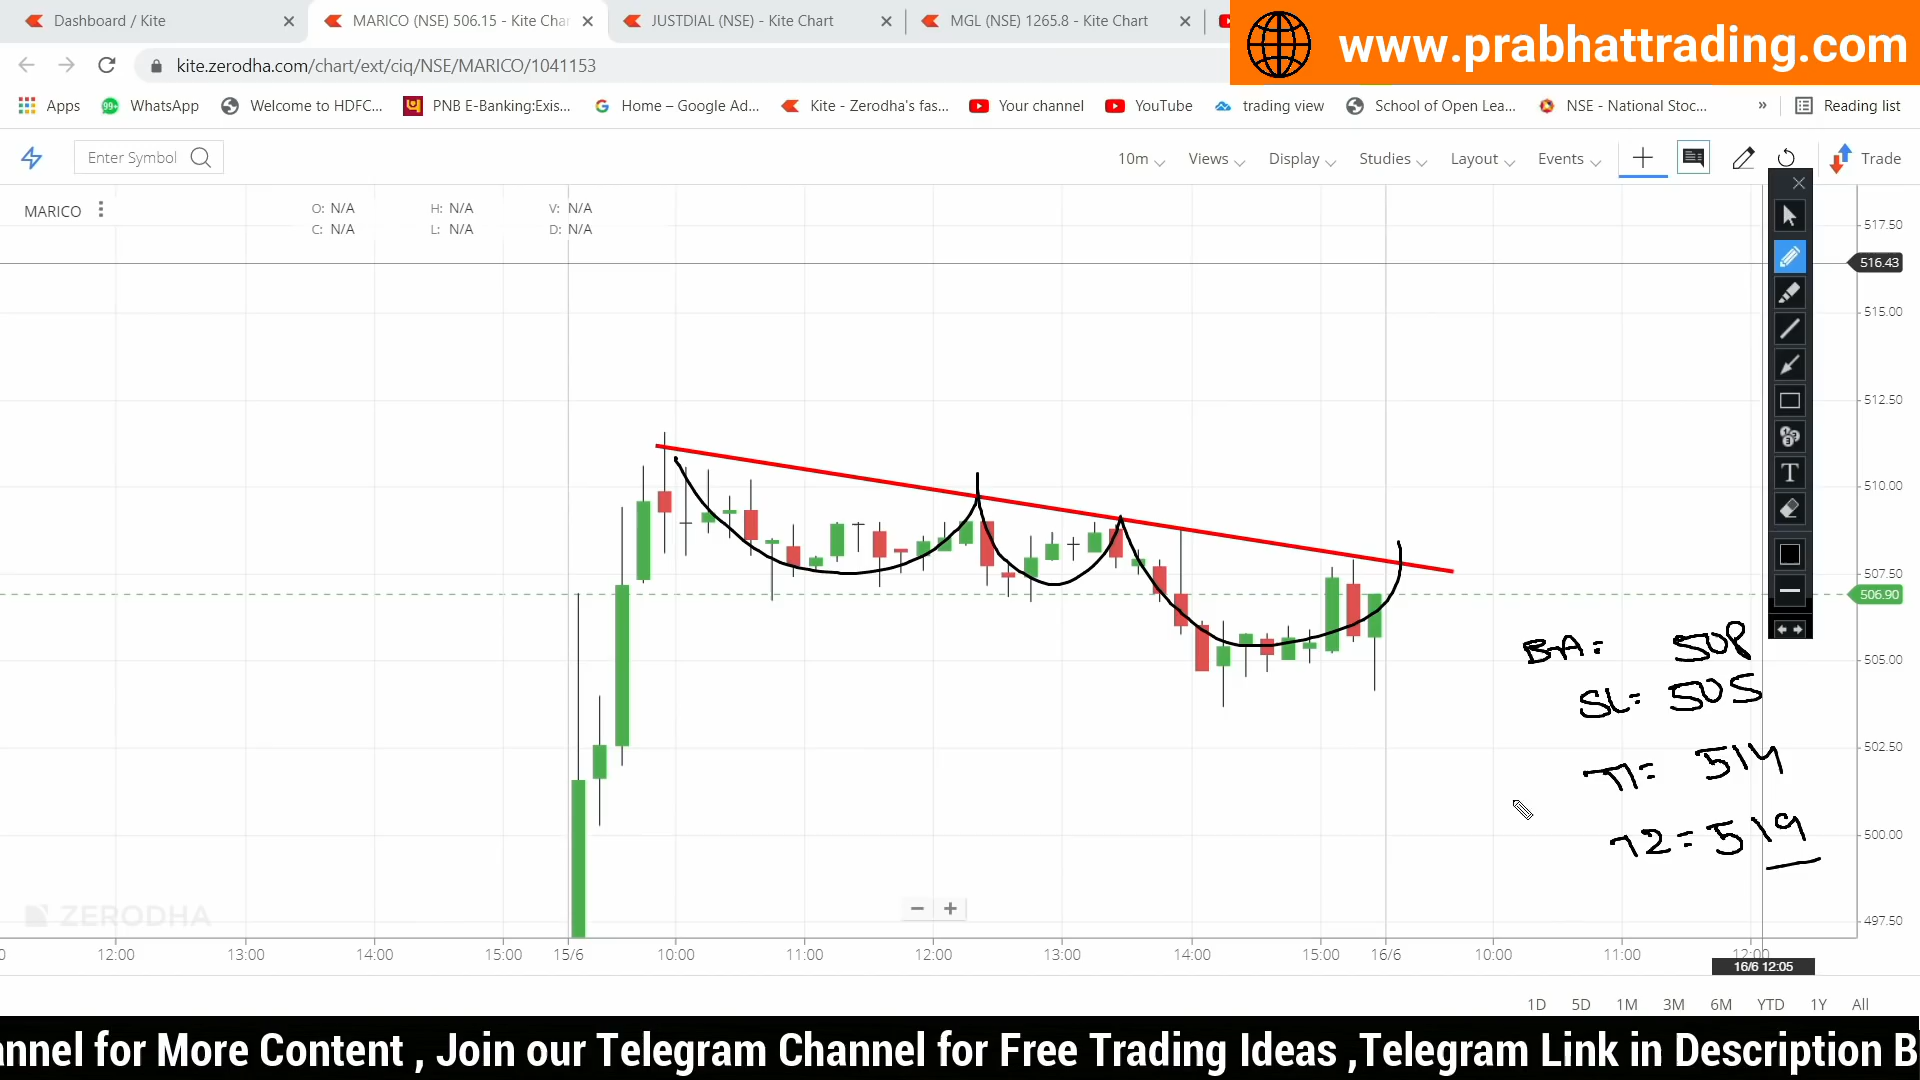 Dashboard / Kite
MARICO (NSE) 506.15 - Kite Char
JUSTDIAL (NSE) - Kite Chart
MGL (NSE) 1265.8 - Kite Chart
www.prabhattrading.com
kite.zerodha.com/chart/ext/ciq/NSE/MARICO/1041153
Apps 99+ WhatsApp Welcome to HDFC... PNB E-Banking:Exis... Home – Google Ad... Kite - Zerodha's fas... Your channel YouTube trading view School of Open Lea... NSE - National Stoc... » Reading list
Enter Symbol 10m Views Display Studies Layout Events Trade
MARICO
O: N/A H: N/A V: N/A
C: N/A L: N/A D: N/A
517.50
516.43
515.00
512.50
510.00
507.50
506.90
505.00
502.50
500.00
497.50
BA= 508
SL= 505
T1= 514
T2= 519
T
ZERODHA
− +
0 12:00 13:00 14:00 15:00 15/6 10:00 11:00 12:00 13:00 14:00 15:00 16/6 10:00 11:00 12:00
16/6 12:05
1D 5D 1M 3M 6M YTD 1Y All
annel for More Content , Join our Telegram Channel for Free Trading Ideas ,Telegram Link in Description B